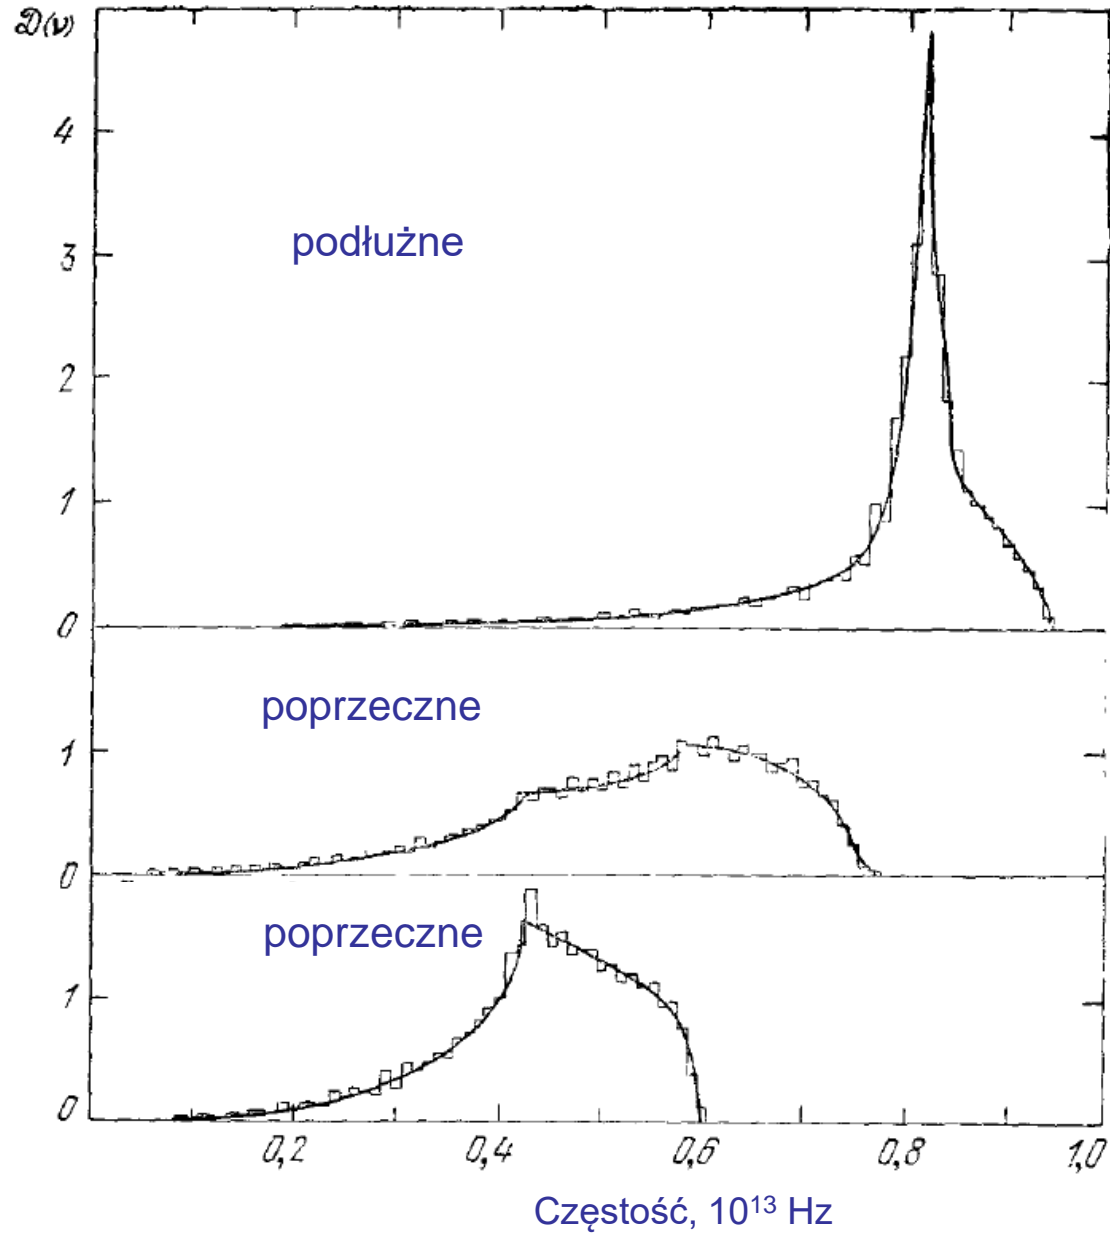 𝒟(ν)
4
3
podłużne
2
1
0
poprzeczne
1
0
poprzeczne
1
0
0,2 0,4 0,6 0,8 1,0
Częstość, 10¹³ Hz